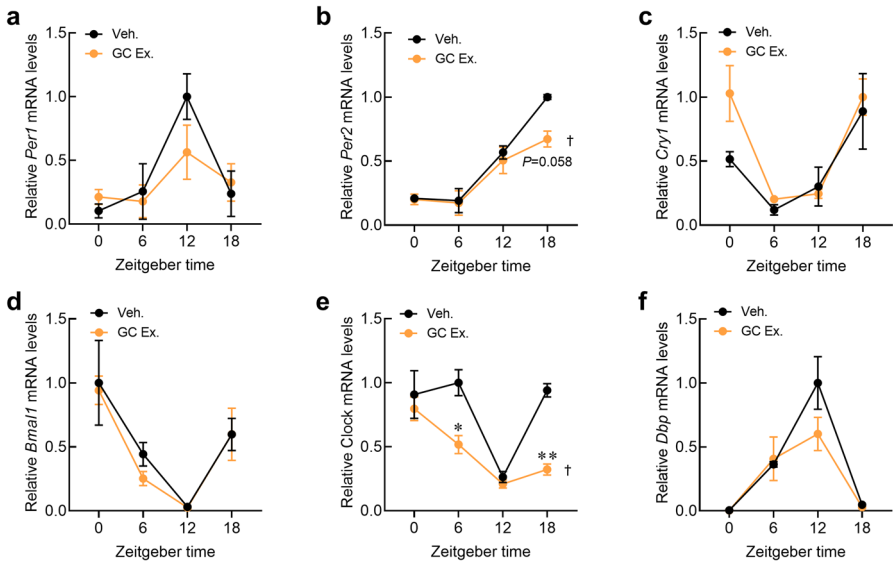 a
Relative Per1 mRNA levels
1.5
1.0
0.5
0.0
Veh.
GC Ex.
0 6 12 18
Zeitgeber time
b
Relative Per2 mRNA levels
1.5
1.0
0.5
0.0
Veh.
GC Ex.
†
P=0.058
0 6 12 18
Zeitgeber time
c
Relative Cry1 mRNA levels
1.5
1.0
0.5
0.0
Veh.
GC Ex.
0 6 12 18
Zeitgeber time
d
Relative Bmal1 mRNA levels
1.5
1.0
0.5
0.0
Veh.
GC Ex.
0 6 12 18
Zeitgeber time
e
Relative Clock mRNA levels
1.5
1.0
0.5
0.0
Veh.
GC Ex.
*
**
†
0 6 12 18
Zeitgeber time
f
Relative Dbp mRNA levels
1.5
1.0
0.5
0.0
Veh.
GC Ex.
0 6 12 18
Zeitgeber time